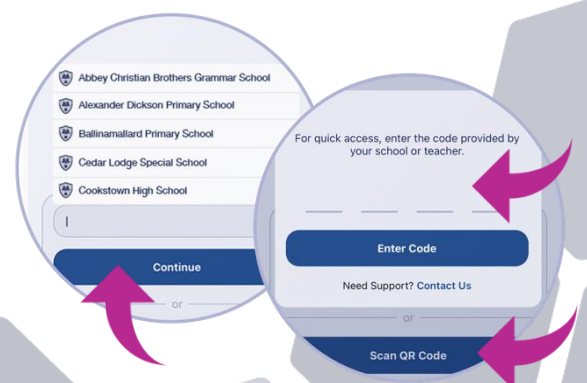 Abbey Christian Brothers Grammar School
Alexander Dickson Primary School
Ballinamallard Primary School
Cedar Lodge Special School
Cookstown High School
Continue
or
For quick access, enter the code provided by
your school or teacher.
Enter Code
Need Support? Contact Us
or
Scan QR Code